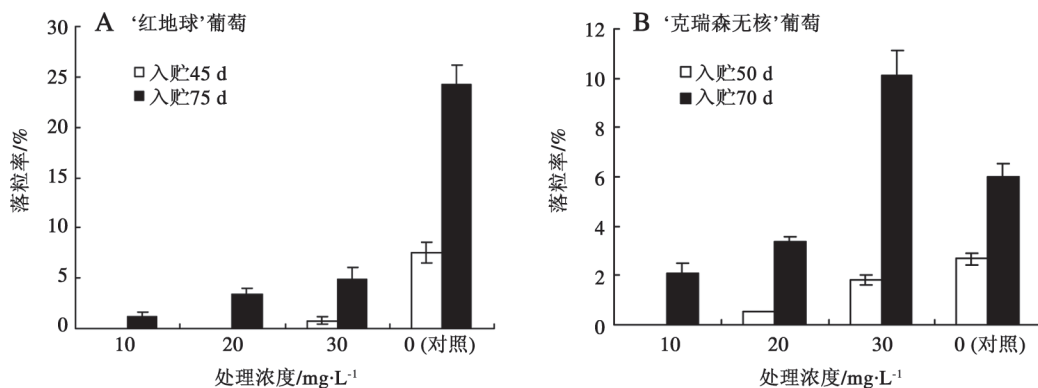 A ‘红地球’葡萄
入贮45 d
入贮75 d
落粒率/%
30
25
20
15
10
5
0
10 20 30 0 (对照)
处理浓度/mg·L⁻¹
B ‘克瑞森无核’葡萄
入贮50 d
入贮70 d
落粒率/%
12
10
8
6
4
2
0
10 20 30 0 (对照)
处理浓度/mg·L⁻¹